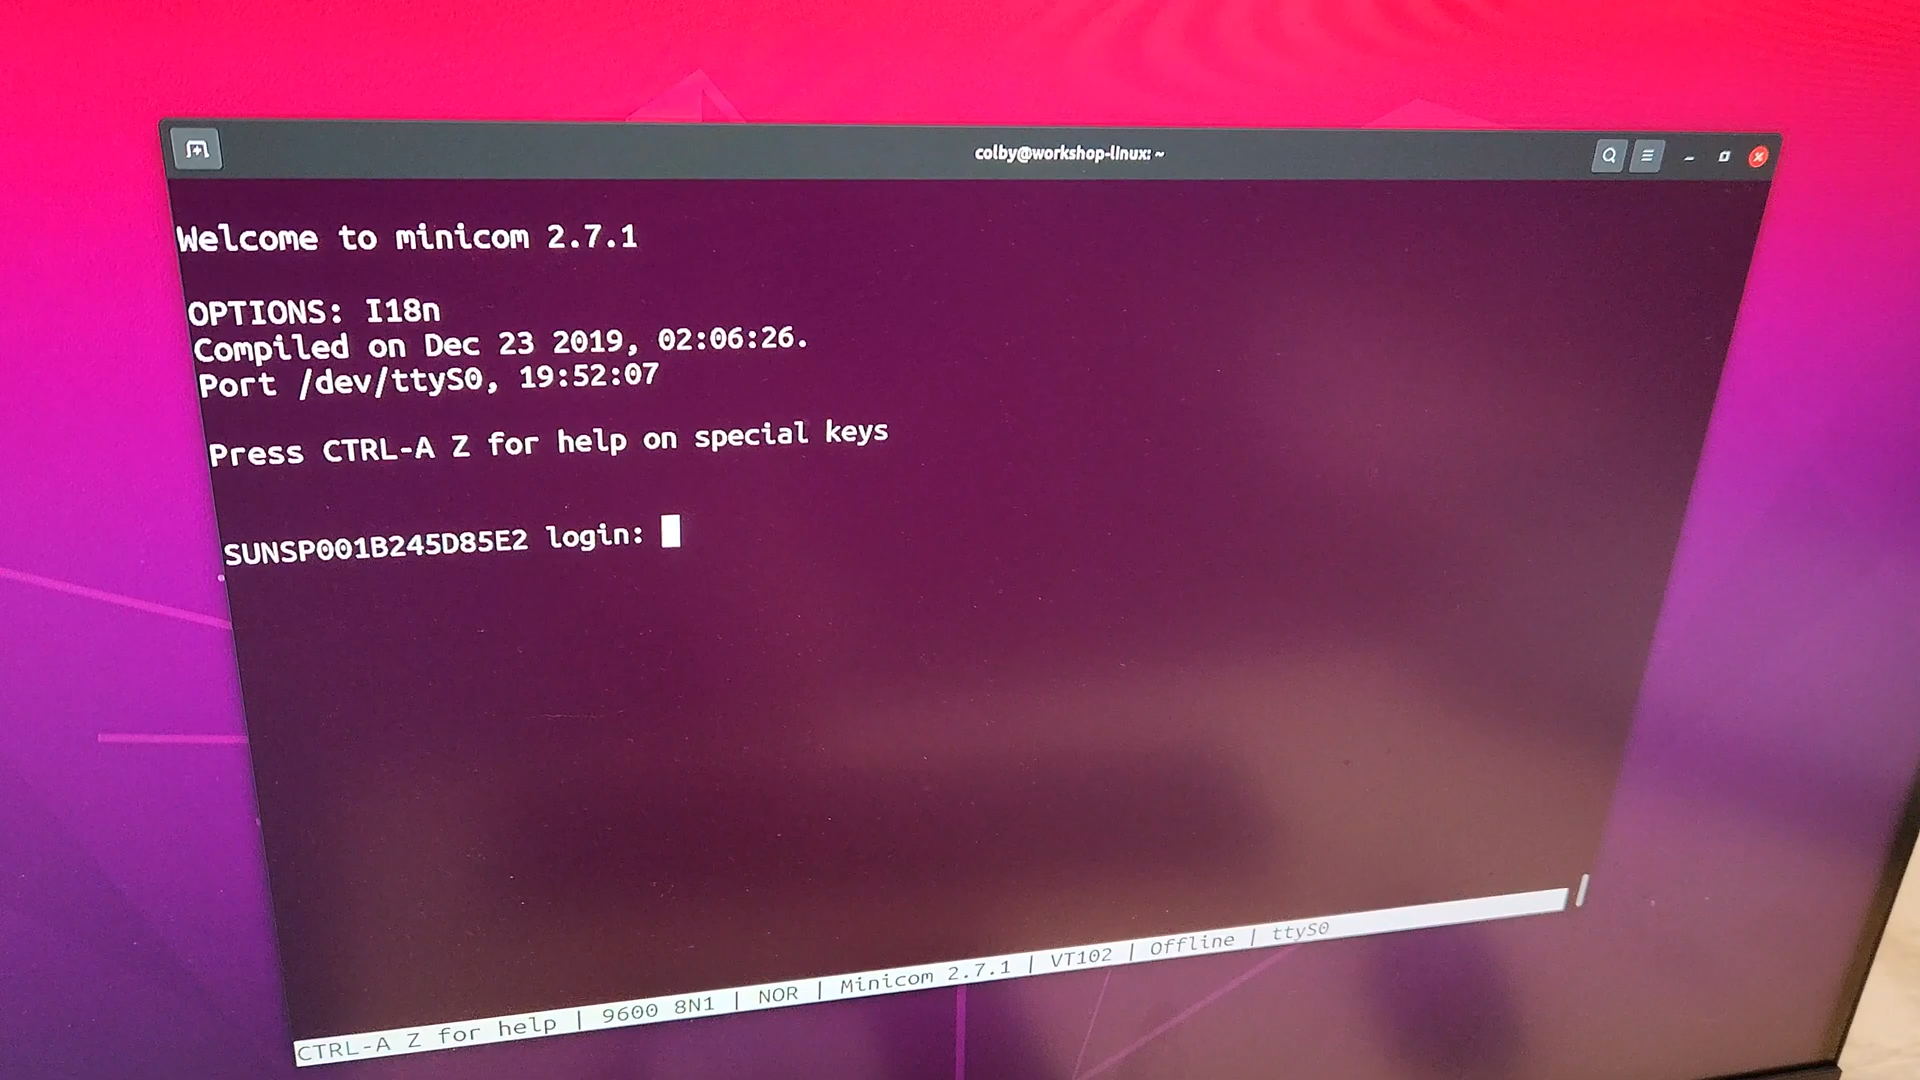 colby@workshop-linux: ~
Welcome to minicom 2.7.1
OPTIONS: I18n
Compiled on Dec 23 2019, 02:06:26.
Port /dev/ttyS0, 19:52:07
Press CTRL-A Z for help on special keys
SUNSP001B245D85E2 login:
CTRL-A Z for help | 9600 8N1 | NOR | Minicom 2.7.1 | VT102 | Offline | ttyS0